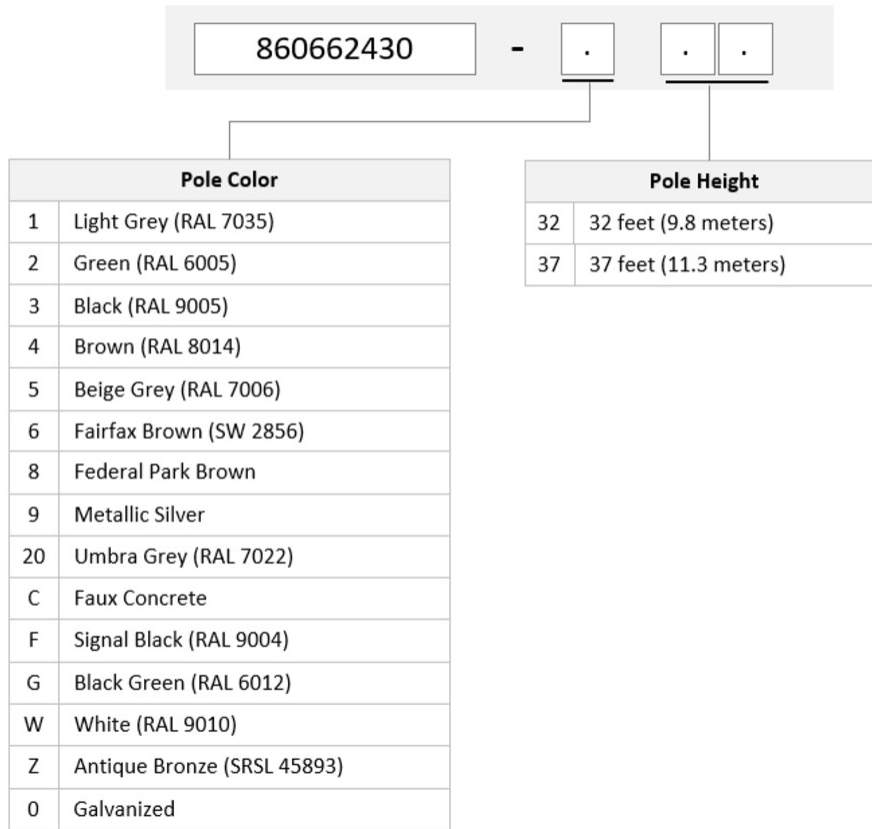 860662430 - . . .
Pole Color
1 Light Grey (RAL 7035)
2 Green (RAL 6005)
3 Black (RAL 9005)
4 Brown (RAL 8014)
5 Beige Grey (RAL 7006)
6 Fairfax Brown (SW 2856)
8 Federal Park Brown
9 Metallic Silver
20 Umbra Grey (RAL 7022)
C Faux Concrete
F Signal Black (RAL 9004)
G Black Green (RAL 6012)
W White (RAL 9010)
Z Antique Bronze (SRSL 45893)
0 Galvanized
Pole Height
32 32 feet (9.8 meters)
37 37 feet (11.3 meters)